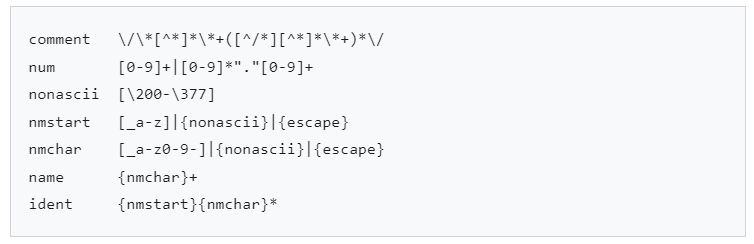 comment \/\*[^*]*\*+([^/*][^*]*\*+)*\/
num [0-9]+|[0-9]*"."[0-9]+
nonascii [\200-\377]
nmstart [_a-z]|{nonascii}|{escape}
nmchar [_a-z0-9-]|{nonascii}|{escape}
name {nmchar}+
ident {nmstart}{nmchar}*